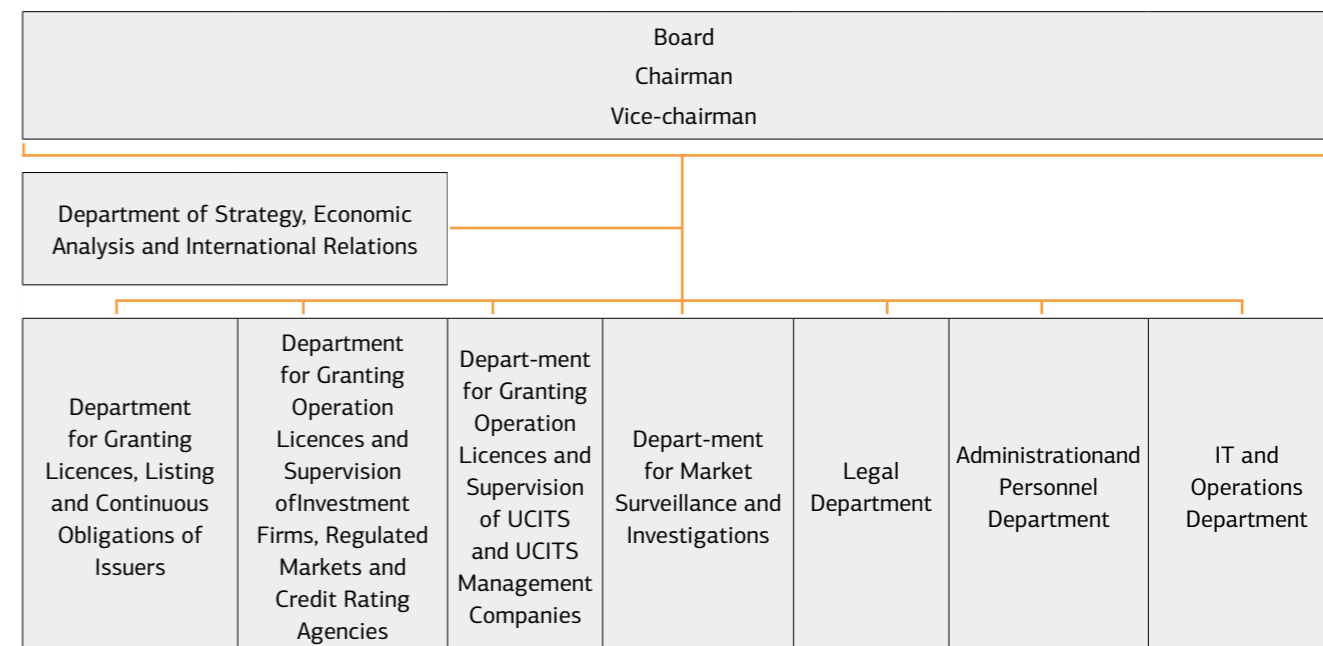 Board
Chairman
Vice-chairman
Department of Strategy, Economic
Analysis and International Relations
Department
for Granting
Licences, Listing
and Continuous
Obligations of
Issuers
Department
for Granting
Operation
Licences and
Supervision
ofInvestment
Firms, Regulated
Markets and
Credit Rating
Agencies
Depart-ment
for Granting
Operation
Licences and
Supervision
of UCITS
and UCITS
Management
Companies
Depart-ment
for Market
Surveillance and
Investigations
Legal
Department
Administrationand
Personnel
Department
IT and
Operations
Department